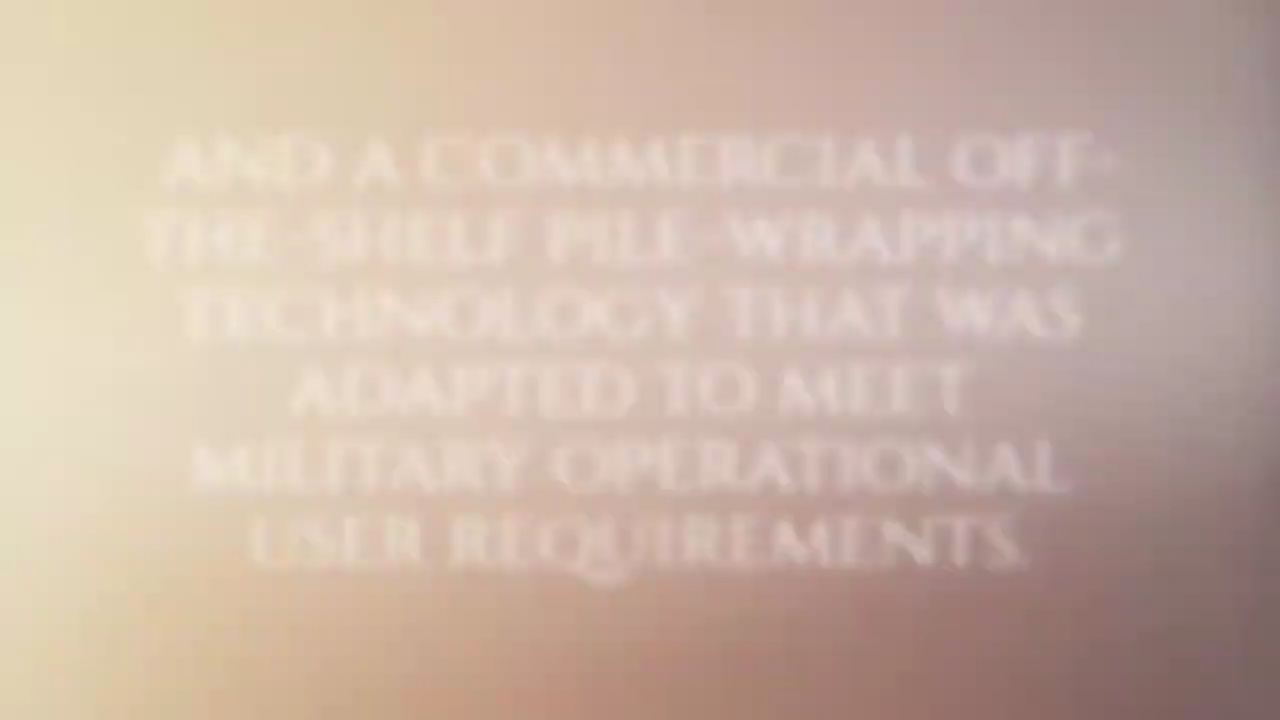 AND A COMMERCIAL OFF-
THE-SHELF PILE-WRAPPING
TECHNOLOGY THAT WAS
ADAPTED TO MEET
MILITARY OPERATIONAL
USER REQUIREMENTS.